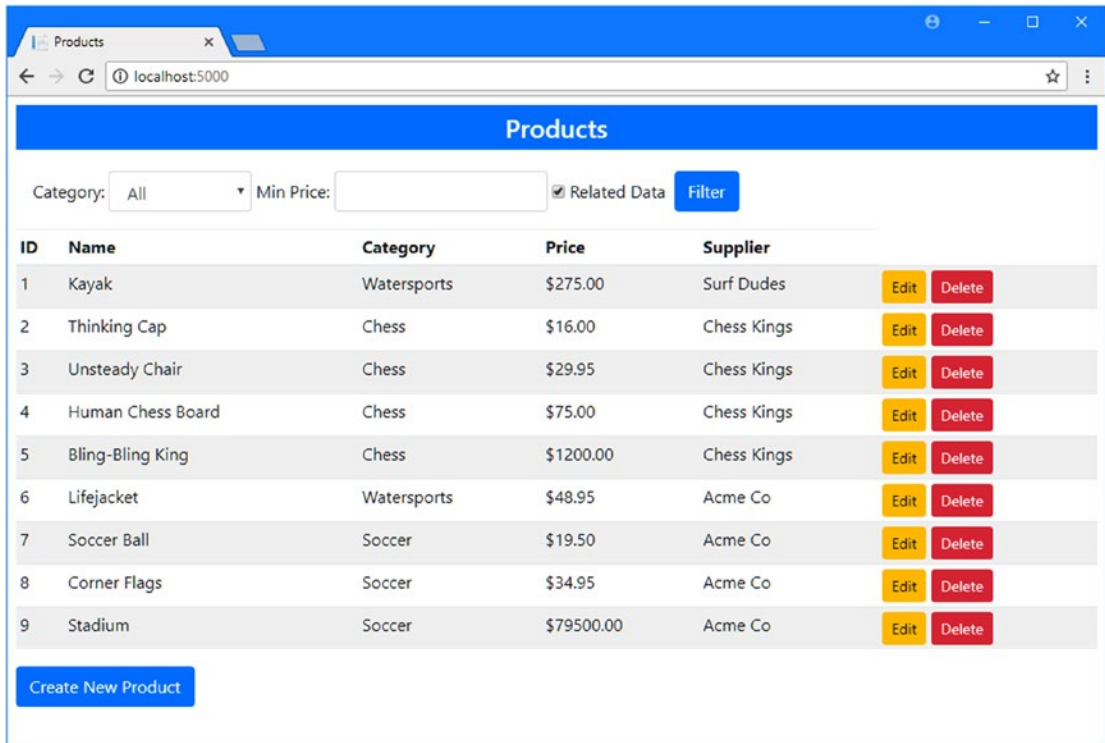 Products
localhost:5000
Products
Category: All Min Price: Related Data Filter
ID Name Category Price Supplier
1 Kayak Watersports $275.00 Surf Dudes Edit Delete
2 Thinking Cap Chess $16.00 Chess Kings Edit Delete
3 Unsteady Chair Chess $29.95 Chess Kings Edit Delete
4 Human Chess Board Chess $75.00 Chess Kings Edit Delete
5 Bling-Bling King Chess $1200.00 Chess Kings Edit Delete
6 Lifejacket Watersports $48.95 Acme Co Edit Delete
7 Soccer Ball Soccer $19.50 Acme Co Edit Delete
8 Corner Flags Soccer $34.95 Acme Co Edit Delete
9 Stadium Soccer $79500.00 Acme Co Edit Delete
Create New Product